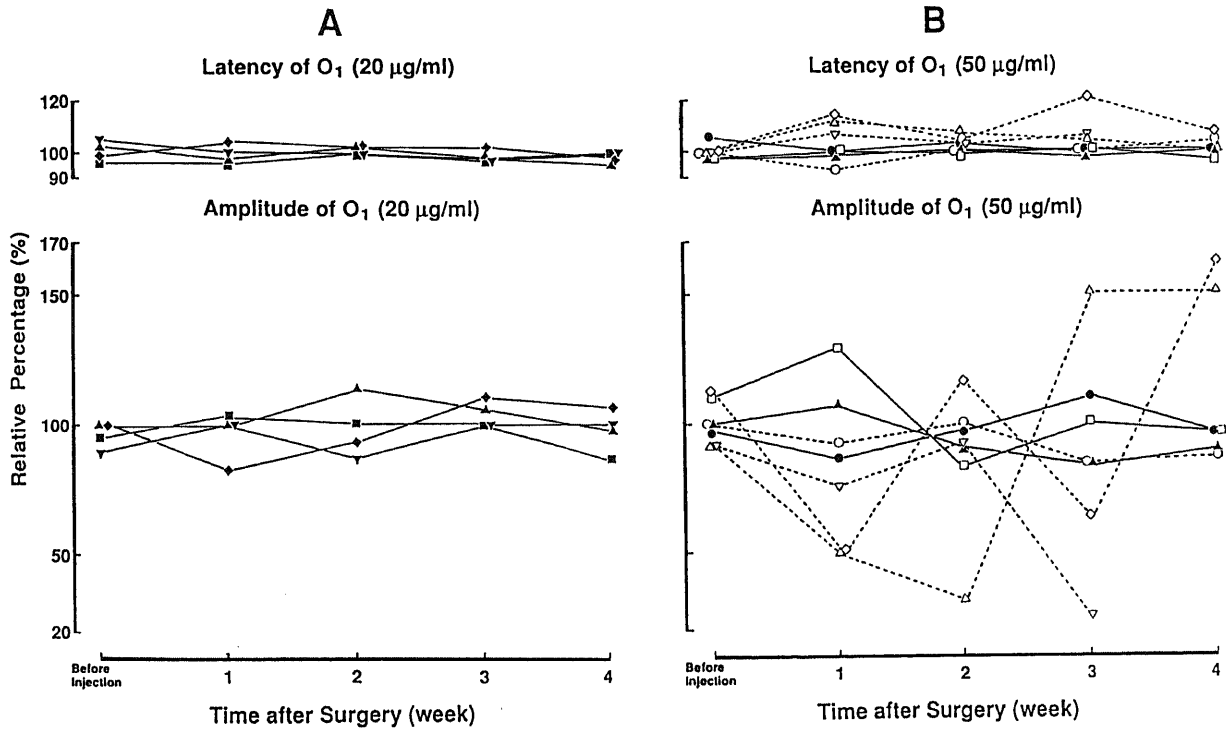 A
Latency of O₁ (20 µg/ml)
120
100
90
Amplitude of O₁ (20 µg/ml)
Relative Percentage (%)
170
150
100
50
20
Before
Injection
1
2
3
4
Time after Surgery (week)
B
Latency of O₁ (50 µg/ml)
Amplitude of O₁ (50 µg/ml)
Before
Injection
1
2
3
4
Time after Surgery (week)